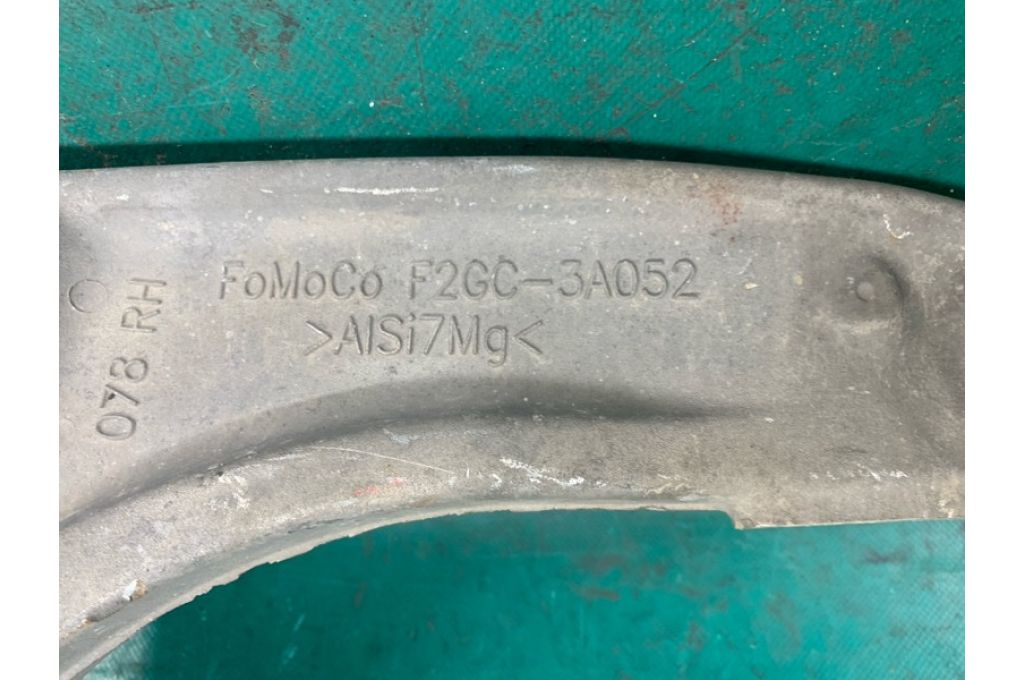 FoMoCo F2GC-3A052
>AlSi7Mg<
078 RH